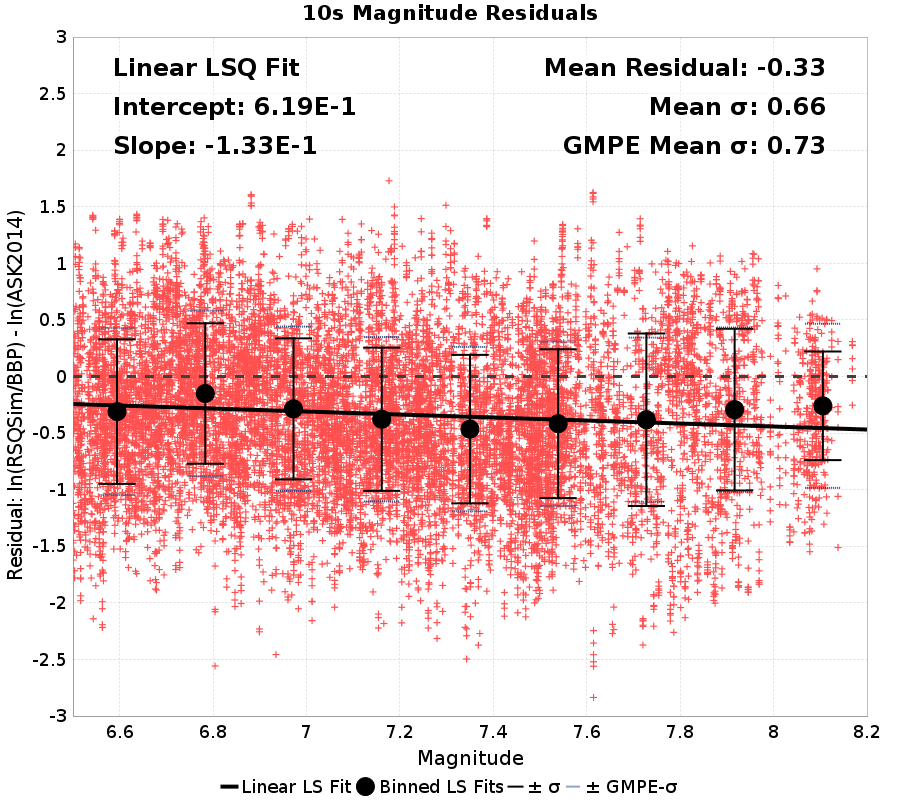 10s Magnitude Residuals
Linear LSQ Fit
Intercept: 6.19E-1
Slope: -1.33E-1
Mean Residual: -0.33
Mean σ: 0.66
GMPE Mean σ: 0.73
Residual: ln(RSQSim/BBP) - ln(ASK2014)
3
2.5
2
1.5
1
0.5
0
-0.5
-1
-1.5
-2
-2.5
-3
6.6 6.8 7 7.2 7.4 7.6 7.8 8 8.2
Magnitude
Linear LS Fit Binned LS Fits ± σ ± GMPE-σ